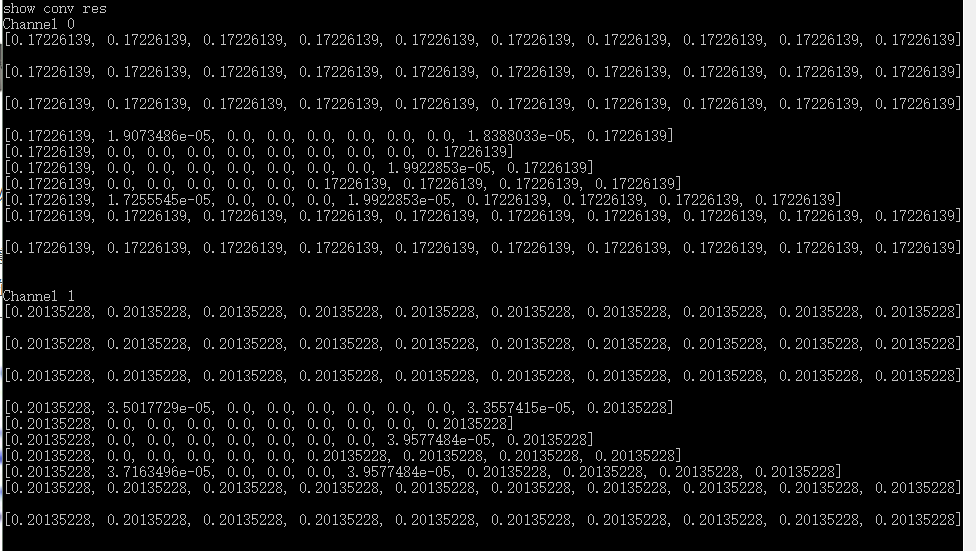 show conv res
Channel 0
[0.17226139, 0.17226139, 0.17226139, 0.17226139, 0.17226139, 0.17226139, 0.17226139, 0.17226139, 0.17226139, 0.17226139]
[0.17226139, 0.17226139, 0.17226139, 0.17226139, 0.17226139, 0.17226139, 0.17226139, 0.17226139, 0.17226139, 0.17226139]
[0.17226139, 0.17226139, 0.17226139, 0.17226139, 0.17226139, 0.17226139, 0.17226139, 0.17226139, 0.17226139, 0.17226139]
[0.17226139, 1.9073486e-05, 0.0, 0.0, 0.0, 0.0, 0.0, 0.0, 1.8388033e-05, 0.17226139]
[0.17226139, 0.0, 0.0, 0.0, 0.0, 0.0, 0.0, 0.0, 0.0, 0.17226139]
[0.17226139, 0.0, 0.0, 0.0, 0.0, 0.0, 0.0, 0.0, 1.9922853e-05, 0.17226139]
[0.17226139, 0.0, 0.0, 0.0, 0.0, 0.0, 0.17226139, 0.17226139, 0.17226139, 0.17226139]
[0.17226139, 1.7255545e-05, 0.0, 0.0, 0.0, 1.9922853e-05, 0.17226139, 0.17226139, 0.17226139, 0.17226139]
[0.17226139, 0.17226139, 0.17226139, 0.17226139, 0.17226139, 0.17226139, 0.17226139, 0.17226139, 0.17226139, 0.17226139]
[0.17226139, 0.17226139, 0.17226139, 0.17226139, 0.17226139, 0.17226139, 0.17226139, 0.17226139, 0.17226139, 0.17226139]
Channel 1
[0.20135228, 0.20135228, 0.20135228, 0.20135228, 0.20135228, 0.20135228, 0.20135228, 0.20135228, 0.20135228, 0.20135228]
[0.20135228, 0.20135228, 0.20135228, 0.20135228, 0.20135228, 0.20135228, 0.20135228, 0.20135228, 0.20135228, 0.20135228]
[0.20135228, 0.20135228, 0.20135228, 0.20135228, 0.20135228, 0.20135228, 0.20135228, 0.20135228, 0.20135228, 0.20135228]
[0.20135228, 3.5017729e-05, 0.0, 0.0, 0.0, 0.0, 0.0, 0.0, 3.3557415e-05, 0.20135228]
[0.20135228, 0.0, 0.0, 0.0, 0.0, 0.0, 0.0, 0.0, 0.0, 0.20135228]
[0.20135228, 0.0, 0.0, 0.0, 0.0, 0.0, 0.0, 0.0, 3.9577484e-05, 0.20135228]
[0.20135228, 0.0, 0.0, 0.0, 0.0, 0.0, 0.20135228, 0.20135228, 0.20135228, 0.20135228]
[0.20135228, 3.7163496e-05, 0.0, 0.0, 0.0, 3.9577484e-05, 0.20135228, 0.20135228, 0.20135228, 0.20135228]
[0.20135228, 0.20135228, 0.20135228, 0.20135228, 0.20135228, 0.20135228, 0.20135228, 0.20135228, 0.20135228, 0.20135228]
[0.20135228, 0.20135228, 0.20135228, 0.20135228, 0.20135228, 0.20135228, 0.20135228, 0.20135228, 0.20135228, 0.20135228]